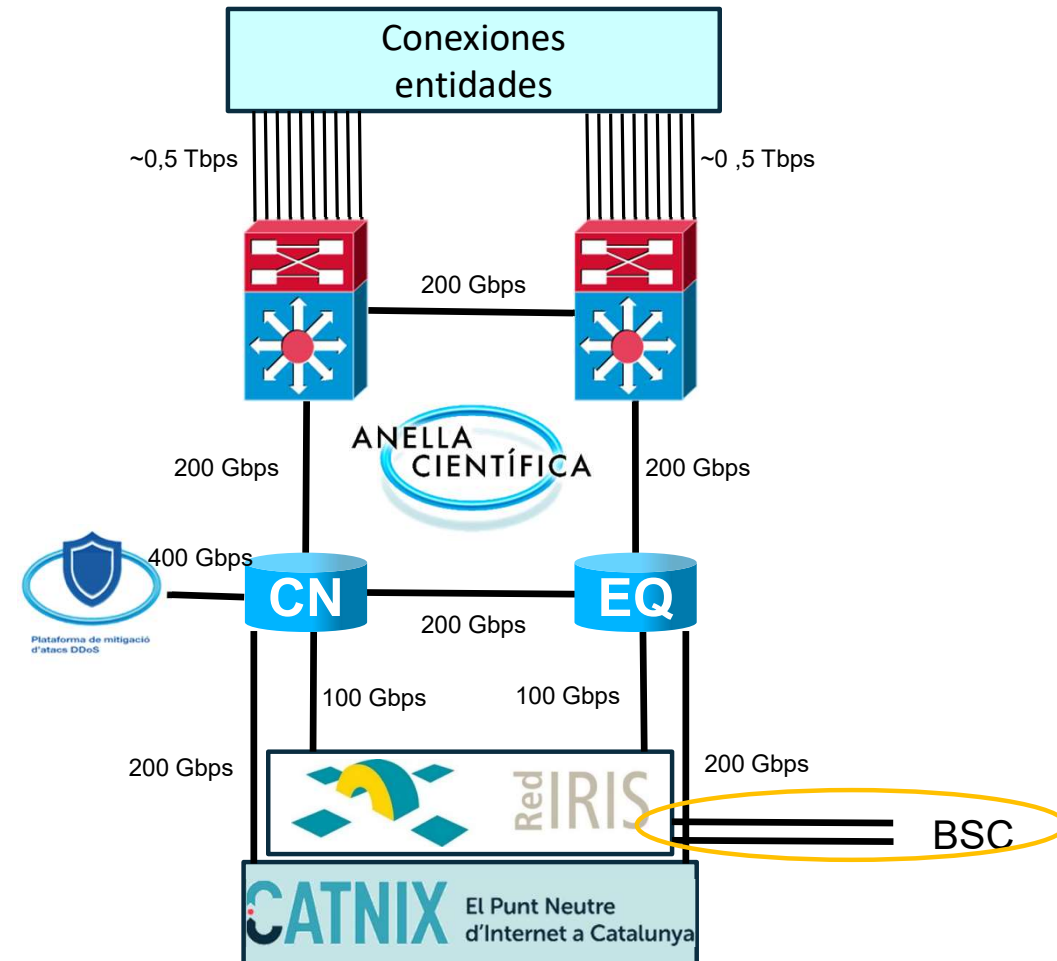 Conexiones
entidades
~0,5 Tbps
~0 ,5 Tbps
200 Gbps
ANELLA
CIENTÍFICA
200 Gbps
200 Gbps
400 Gbps
CN
EQ
200 Gbps
Plataforma de mitigació
d'atacs DDoS
100 Gbps
100 Gbps
200 Gbps
200 Gbps
Red IRIS
BSC
CATNIX
El Punt Neutre
d'Internet a Catalunya